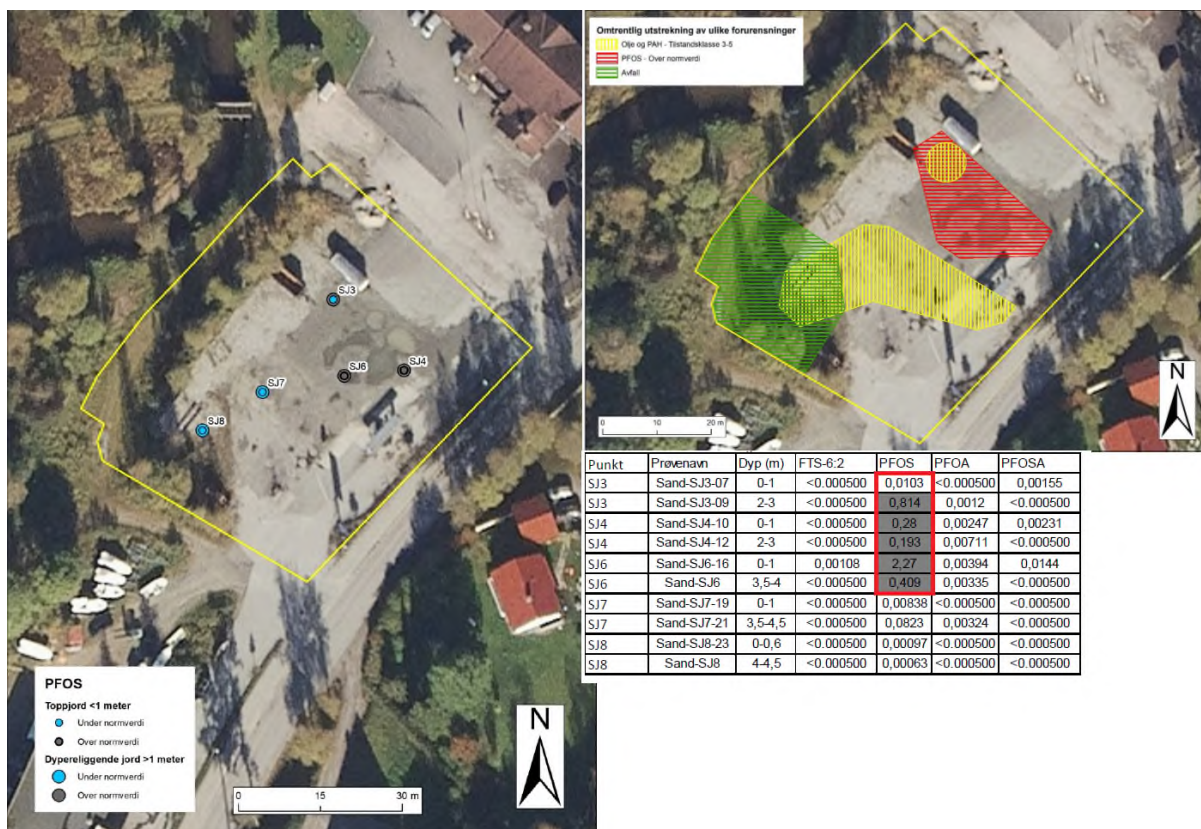 SJ3
SJ6
SJ4
SJ7
SJ8
PFOS
Toppjord <1 meter
Under normverdi
Over normverdi
Dypereliggende jord >1 meter
Under normverdi
Over normverdi
0 15 30 m
N
Omtrentlig utstrekning av ulike forurensninger
Olje og PAH - Tilstandsklasse 3-5
PFOS - Over normverdi
Avfall
0 10 20 m
N
Punkt Prøvenavn Dyp (m) FTS-6:2 PFOS PFOA PFOSA
SJ3 Sand-SJ3-07 0-1 <0.000500 0,0103 <0.000500 0,00155
SJ3 Sand-SJ3-09 2-3 <0.000500 0,814 0,0012 <0.000500
SJ4 Sand-SJ4-10 0-1 <0.000500 0,28 0,00247 0,00231
SJ4 Sand-SJ4-12 2-3 <0.000500 0,193 0,00711 <0.000500
SJ6 Sand-SJ6-16 0-1 0,00108 2,27 0,00394 0,0144
SJ6 Sand-SJ6 3,5-4 <0.000500 0,409 0,00335 <0.000500
SJ7 Sand-SJ7-19 0-1 <0.000500 0,00838 <0.000500 <0.000500
SJ7 Sand-SJ7-21 3,5-4,5 <0.000500 0,0823 0,00324 <0.000500
SJ8 Sand-SJ8-23 0-0,6 <0.000500 0,00097 <0.000500 <0.000500
SJ8 Sand-SJ8 4-4,5 <0.000500 0,00063 <0.000500 <0.000500